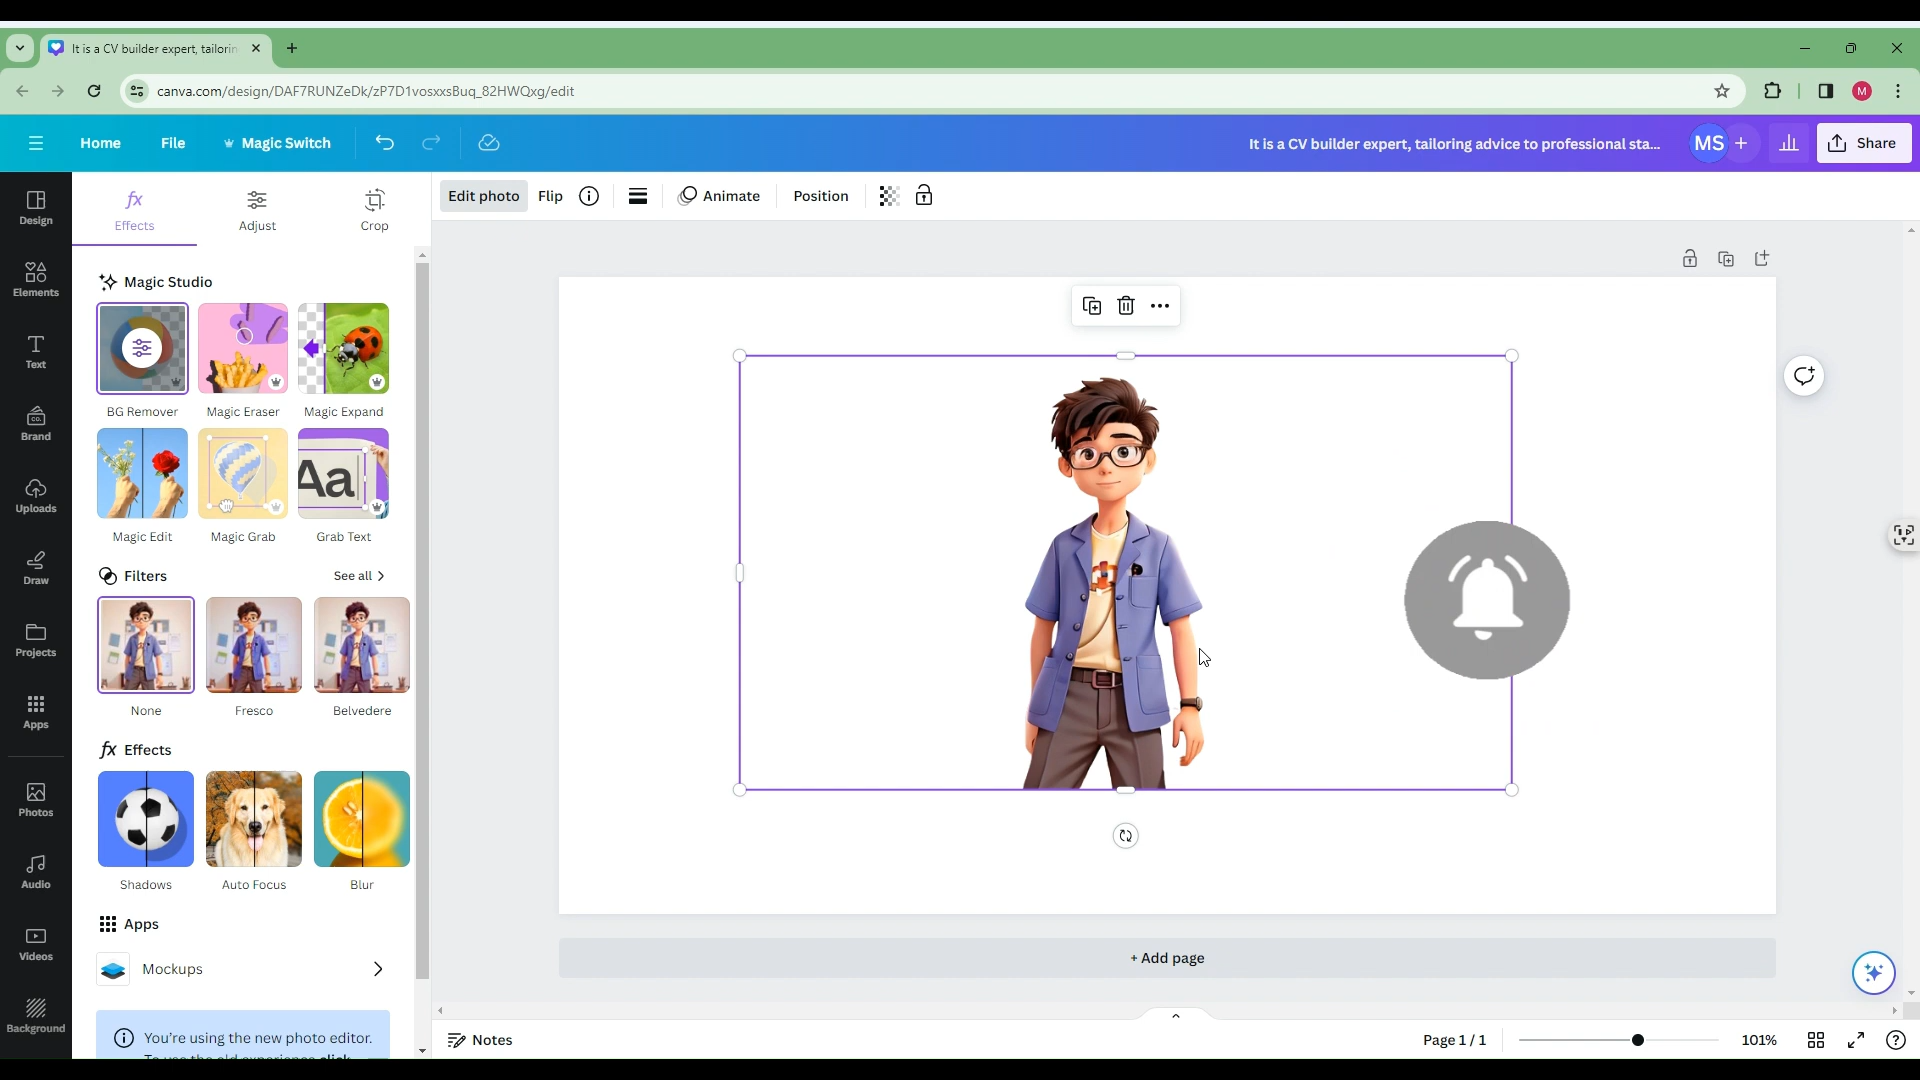 It is a CV builder expert, tailorin
canva.com/design/DAF7RUNZeDk/zP7D1vosxxsBuq_82HWQxg/edit
M
Home
File
Magic Switch
It is a CV builder expert, tailoring advice to professional sta...
MS
Share
Design
Elements
Text
Brand
Uploads
Draw
Projects
Apps
Photos
Audio
Videos
Background
Effects
Adjust
Crop
Edit photo
Flip
Animate
Position
Magic Studio
BG Remover
Magic Eraser
Magic Expand
Aa
Magic Edit
Magic Grab
Grab Text
Filters
See all
None
Fresco
Belvedere
fx Effects
Shadows
Auto Focus
Blur
Apps
Mockups
You're using the new photo editor.
+ Add page
Notes
Page 1 / 1
101%